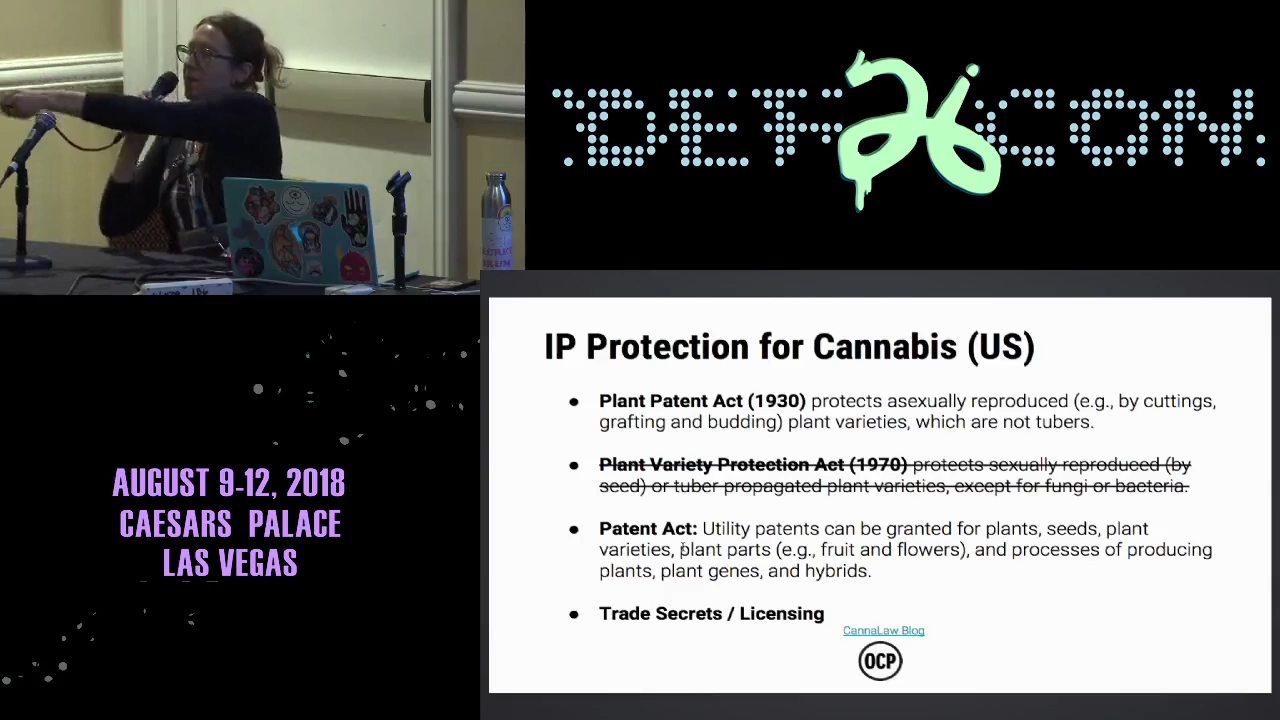 DEF 26 CON
IP Protection for Cannabis (US)
● Plant Patent Act (1930) protects asexually reproduced (e.g., by cuttings,
grafting and budding) plant varieties, which are not tubers.
● Plant Variety Protection Act (1970) protects sexually reproduced (by
seed) or tuber propagated plant varieties, except for fungi or bacteria.
● Patent Act: Utility patents can be granted for plants, seeds, plant
varieties, plant parts (e.g., fruit and flowers), and processes of producing
plants, plant genes, and hybrids.
● Trade Secrets / Licensing
CannaLaw Blog
OCP
AUGUST 9-12, 2018
CAESARS PALACE
LAS VEGAS